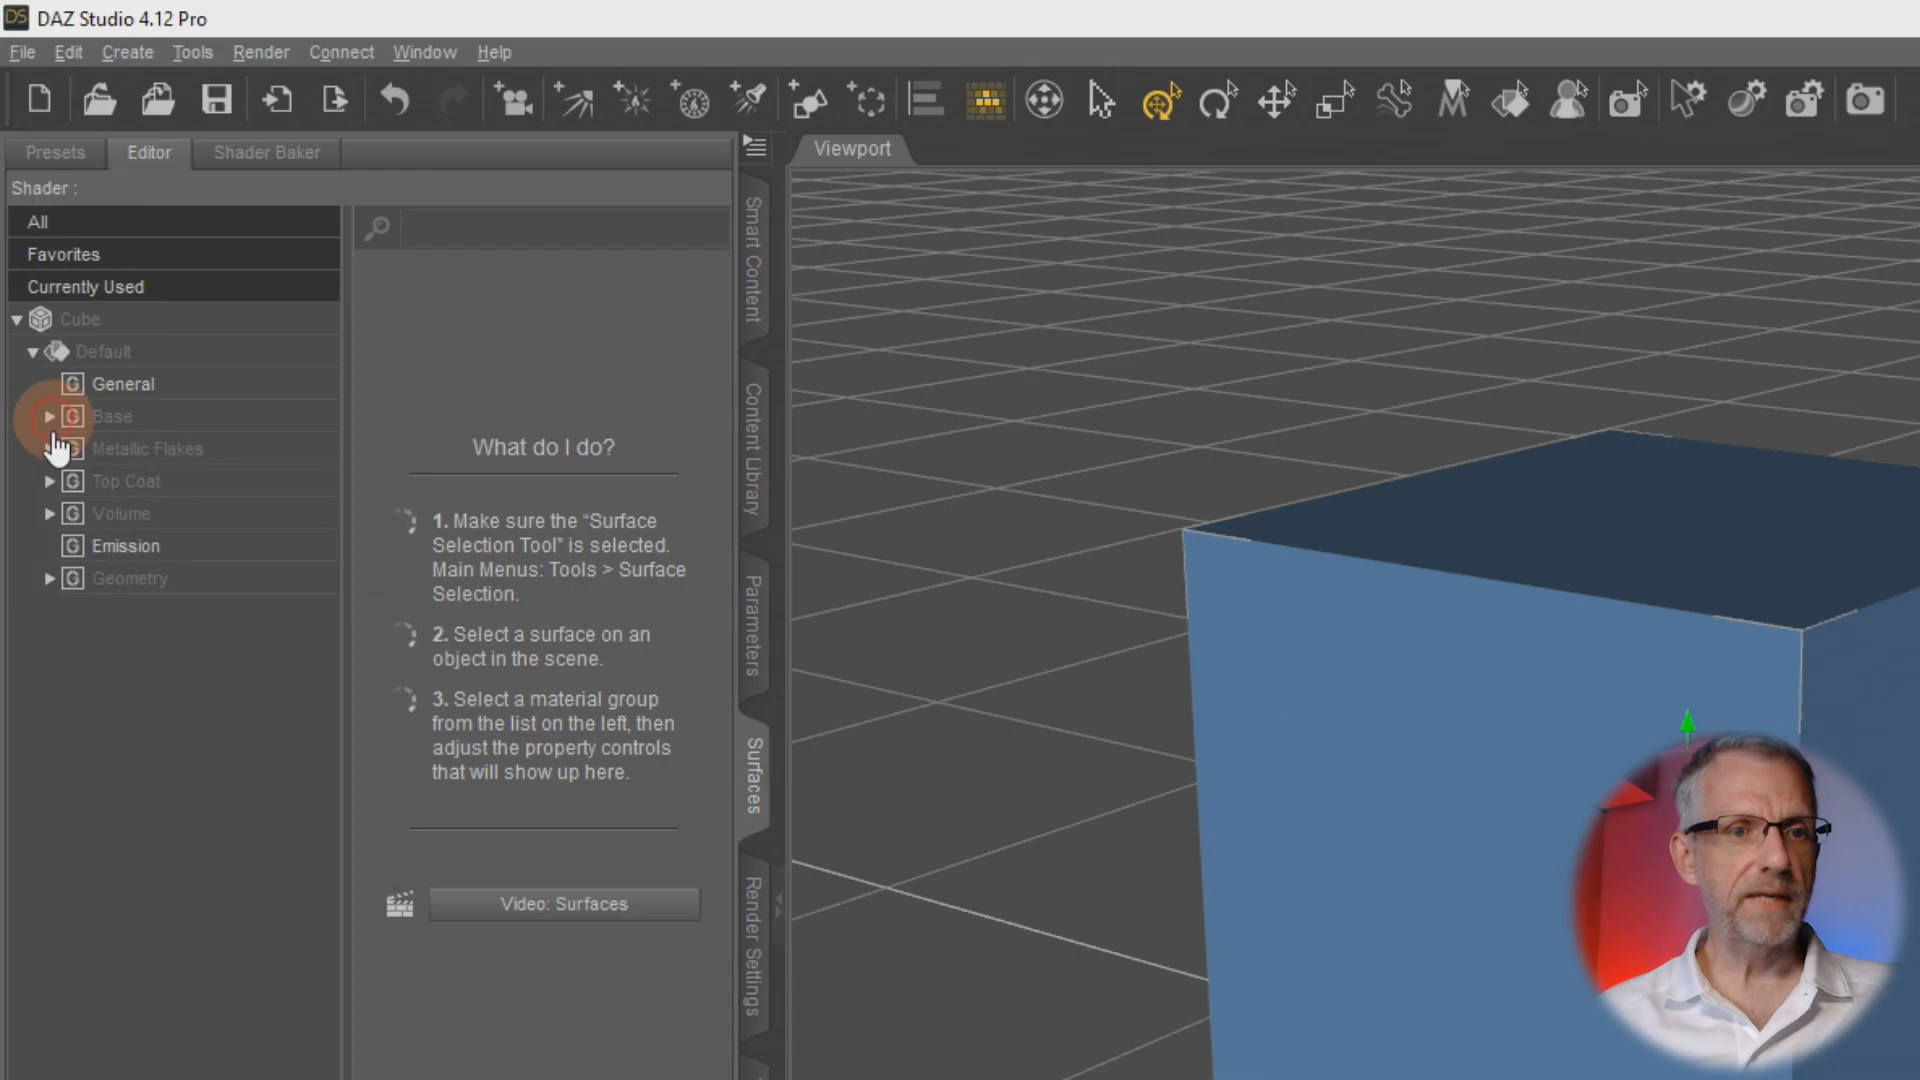 DAZ Studio 4.12 Pro
File Edit Create Tools Render Connect Window Help
Presets Editor Shader Baker
Viewport
Shader :
All
Favorites
Currently Used
Cube
Default
G General
G Base
Metallic Flakes
G Top Coat
G Volume
G Emission
G Geometry
What do I do?
1. Make sure the “Surface
Selection Tool” is selected.
Main Menus: Tools > Surface
Selection.
2. Select a surface on an
object in the scene.
3. Select a material group
from the list on the left, then
adjust the property controls
that will show up here.
Video: Surfaces
Smart Content
Content Library
Parameters
Surfaces
Render Settings